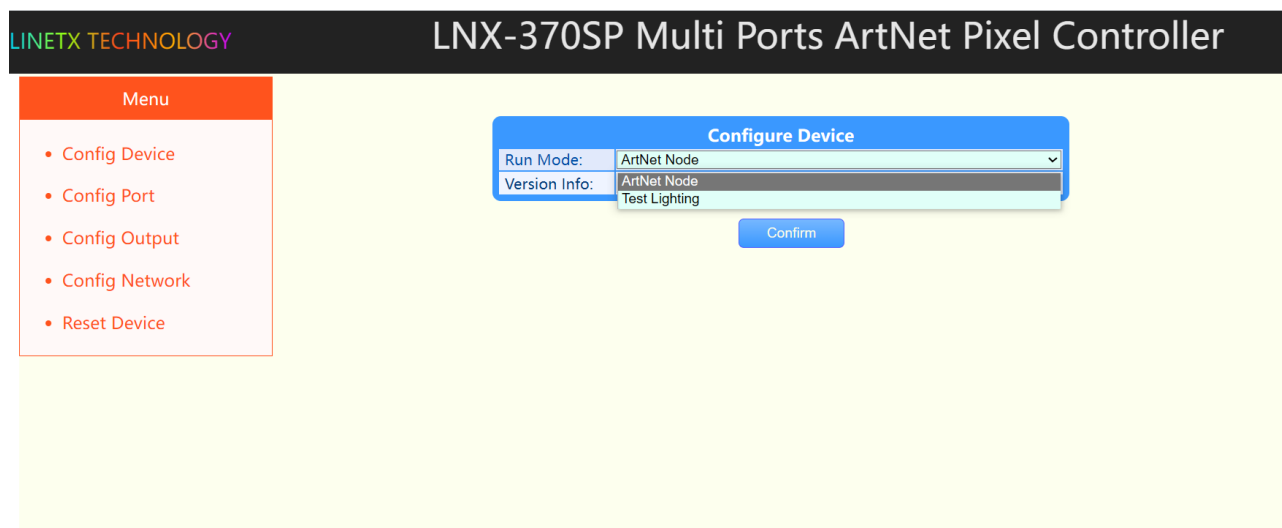 LINETX TECHNOLOGY
LNX-370SP Multi Ports ArtNet Pixel Controller
Menu
Config Device
Config Port
Config Output
Config Network
Reset Device
Configure Device
Run Mode: ArtNet Node
Version Info: ArtNet Node
Test Lighting
Confirm